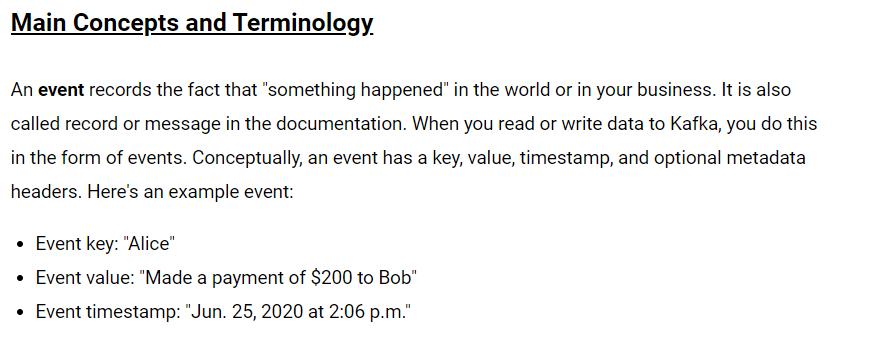 Main Concepts and Terminology
An event records the fact that "something happened" in the world or in your business. It is also
called record or message in the documentation. When you read or write data to Kafka, you do this
in the form of events. Conceptually, an event has a key, value, timestamp, and optional metadata
headers. Here's an example event:
• Event key: "Alice"
• Event value: "Made a payment of $200 to Bob"
• Event timestamp: "Jun. 25, 2020 at 2:06 p.m."